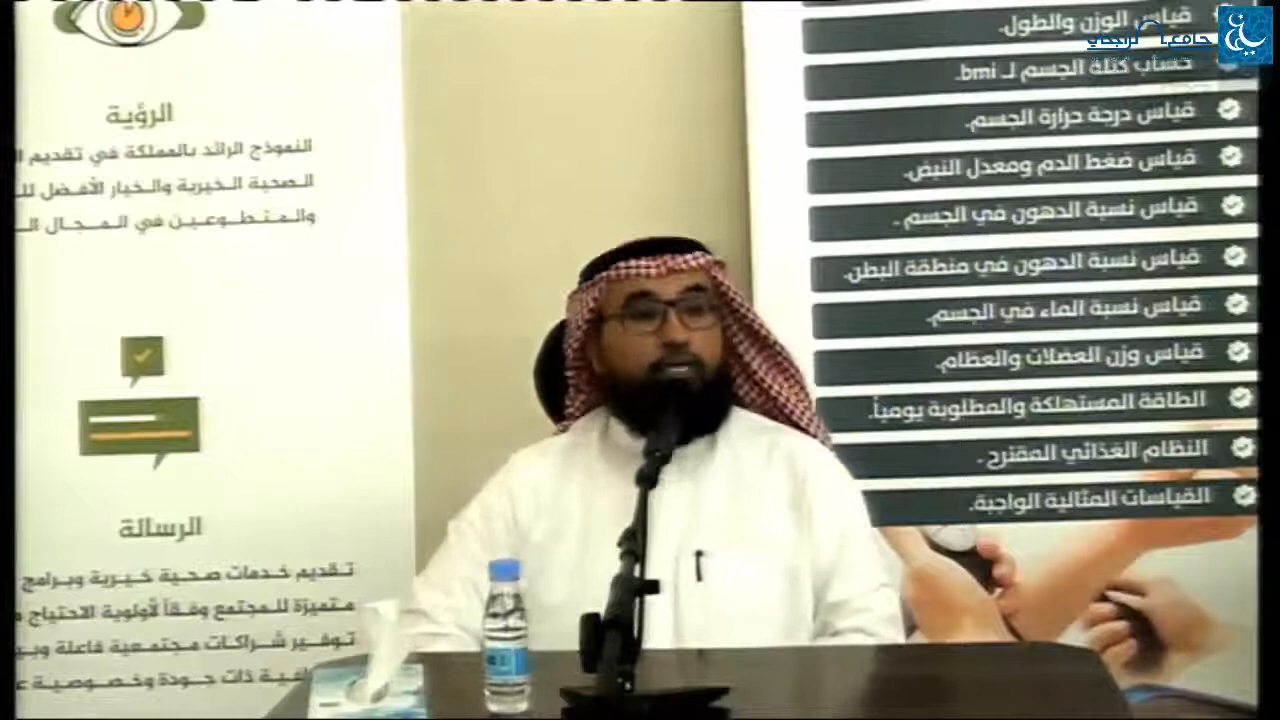 الرؤية
النموذج الرائد بالمملكة في تقديم
الصحية الخيرية والخيار الأفضل
والمتطوعين في المجال
الرسالة
تقديم خدمات صحية خيرية وبرامج
متميزة للمجتمع وفقاً لأولوية الاحتياج
توفير شراكات مجتمعية فاعلة
ذات جودة وخصوصية
جامع الراجحي
قياس الوزن والطول.
حساب كتلة الجسم لـ bmi.
قياس درجة حرارة الجسم.
قياس ضغط الدم ومعدل النبض.
قياس نسبة الدهون في الجسم.
قياس نسبة الدهون في منطقة البطن.
قياس نسبة الماء في الجسم.
قياس وزن العضلات والعظام.
الطاقة المستهلكة والمطلوبة يومياً.
النظام الغذائي المقترح.
القياسات المثالية الواجبة.